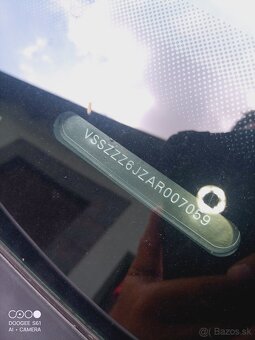 VSSZZZ6JZAR007059
DOOGEE S61
AI • CAMERA
(© | Bazos.sk